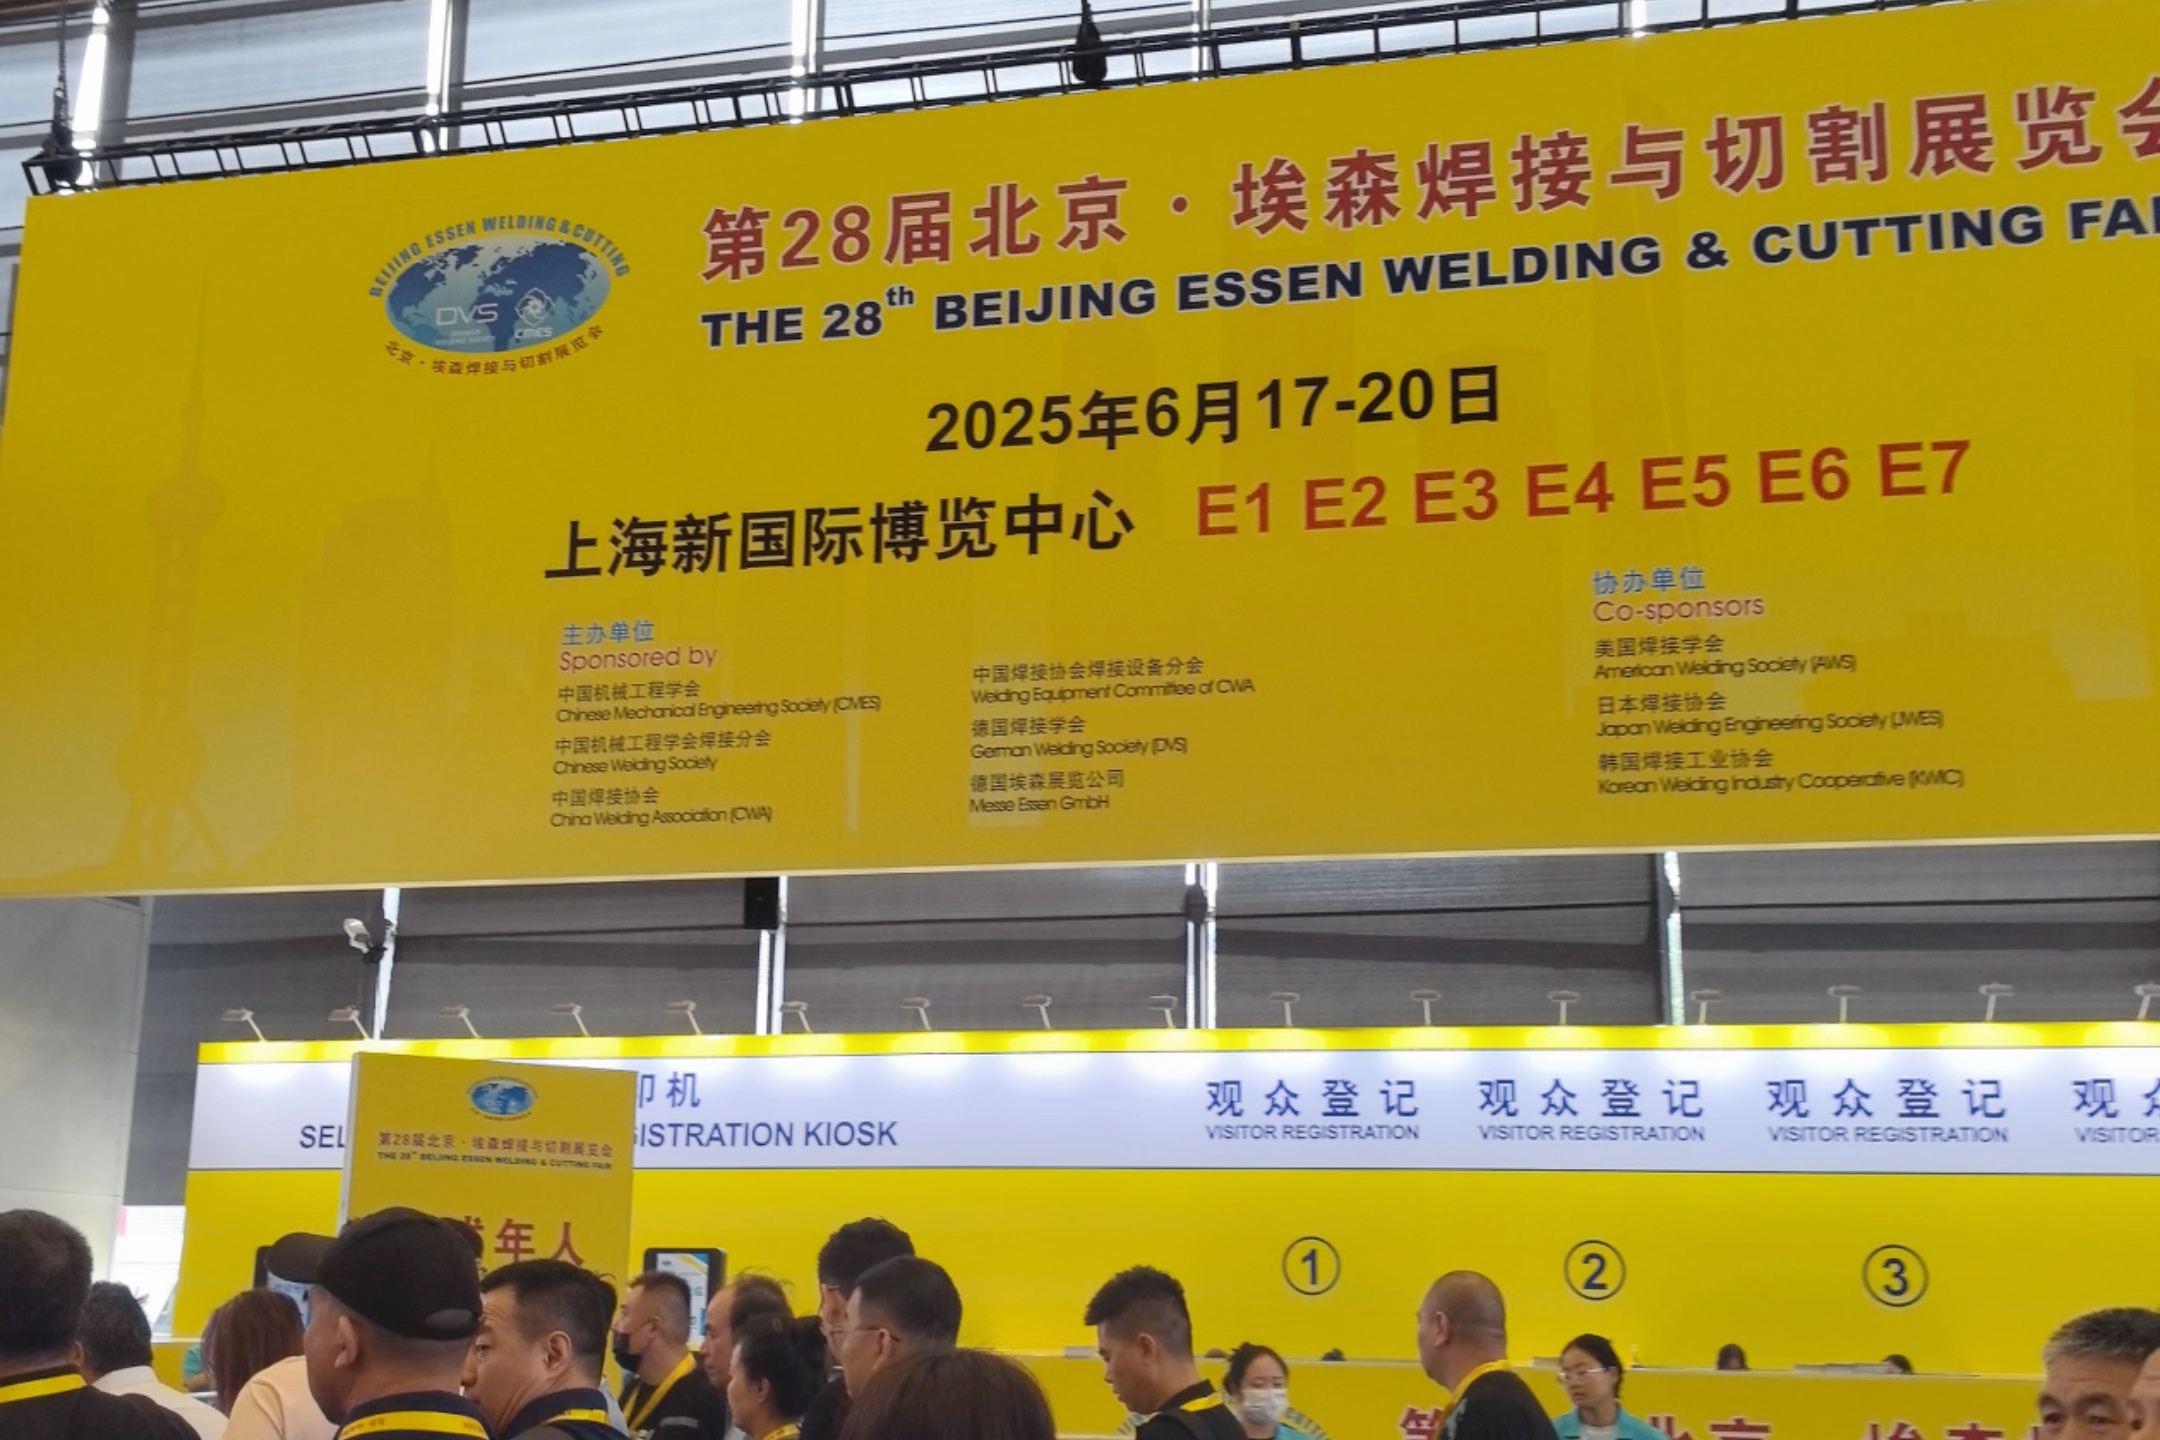 BEIJING ESSEN WELDING & CUTTING
DVS
CMES
北京·埃森焊接与切割展览会
第28届北京·埃森焊接与切割展览会
THE 28th BEIJING ESSEN WELDING & CUTTING
2025年6月17-20日
上海新国际博览中心 E1 E2 E3 E4 E5 E6 E7
主办单位
Sponsored by
中国机械工程学会
Chinese Mechanical Engineering Society (CMES)
中国机械工程学会焊接分会
Chinese Welding Society
中国焊接协会
China Welding Association (CWA)
中国焊接协会焊接设备分会
Welding Equipment Committee of CWA
德国焊接学会
German Welding Society (DVS)
德国埃森展览公司
Messe Essen GmbH
协办单位
Co-sponsors
美国焊接学会
American Welding Society (AWS)
日本焊接协会
Japan Welding Engineering Society (JWES)
韩国焊接工业协会
Korean Welding Industry Cooperative (KWIC)
印机
SEL GISTRATION KIOSK
观众登记
VISITOR REGISTRATION
观众登记
VISITOR REGISTRATION
观众登记
VISITOR REGISTRATION
观
VISITOR
第28届北京·埃森焊接与切割展览会
THE 28th BEIJING ESSEN WELDING & CUTTING FAIR
成年人
①
②
③